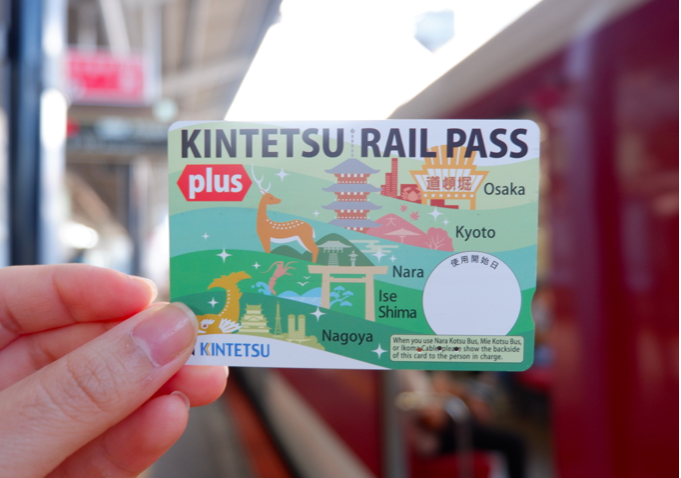 KINTETSU RAIL PASS
plus
道頓堀
Osaka
Kyoto
使用開始日
Nara
Ise
Shima
Nagoya
When you use Nara Kotsu Bus, Mie Kotsu Bus,
or Ikoma Cable, please show the backside
of this card to the person in charge.
KINTETSU